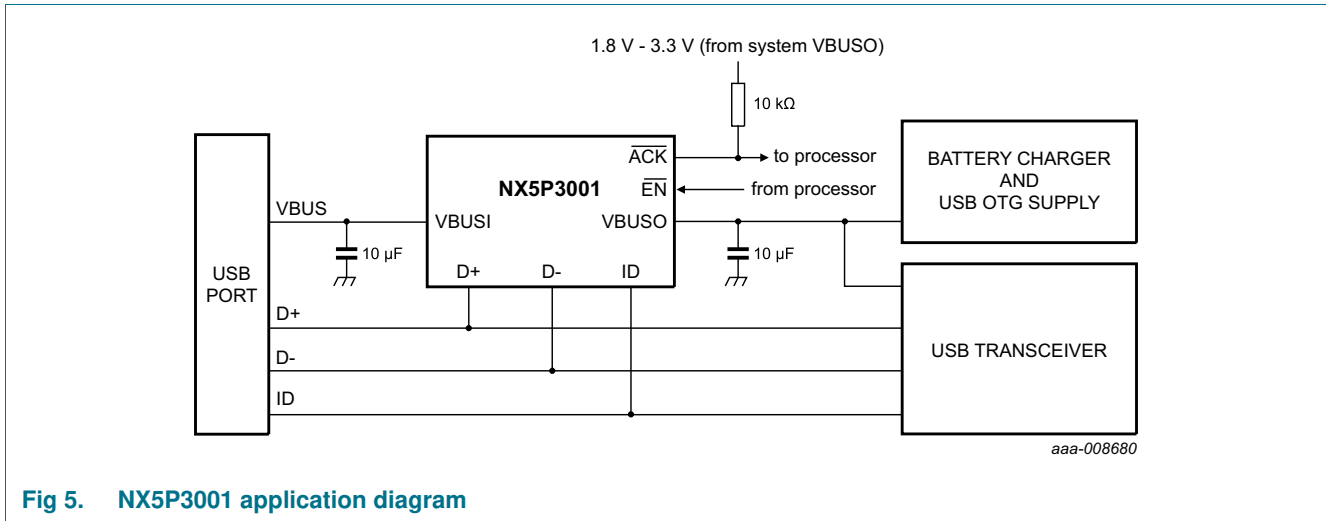 1.8 V - 3.3 V (from system VBUSO)
10 kΩ
ACK
to processor
NX5P3001
EN
from processor
BATTERY CHARGER
AND
USB OTG SUPPLY
VBUS
VBUSI
VBUSO
10 µF
10 µF
USB
PORT
D+
D-
ID
D+
D-
ID
USB TRANSCEIVER
aaa-008680
Fig 5. NX5P3001 application diagram